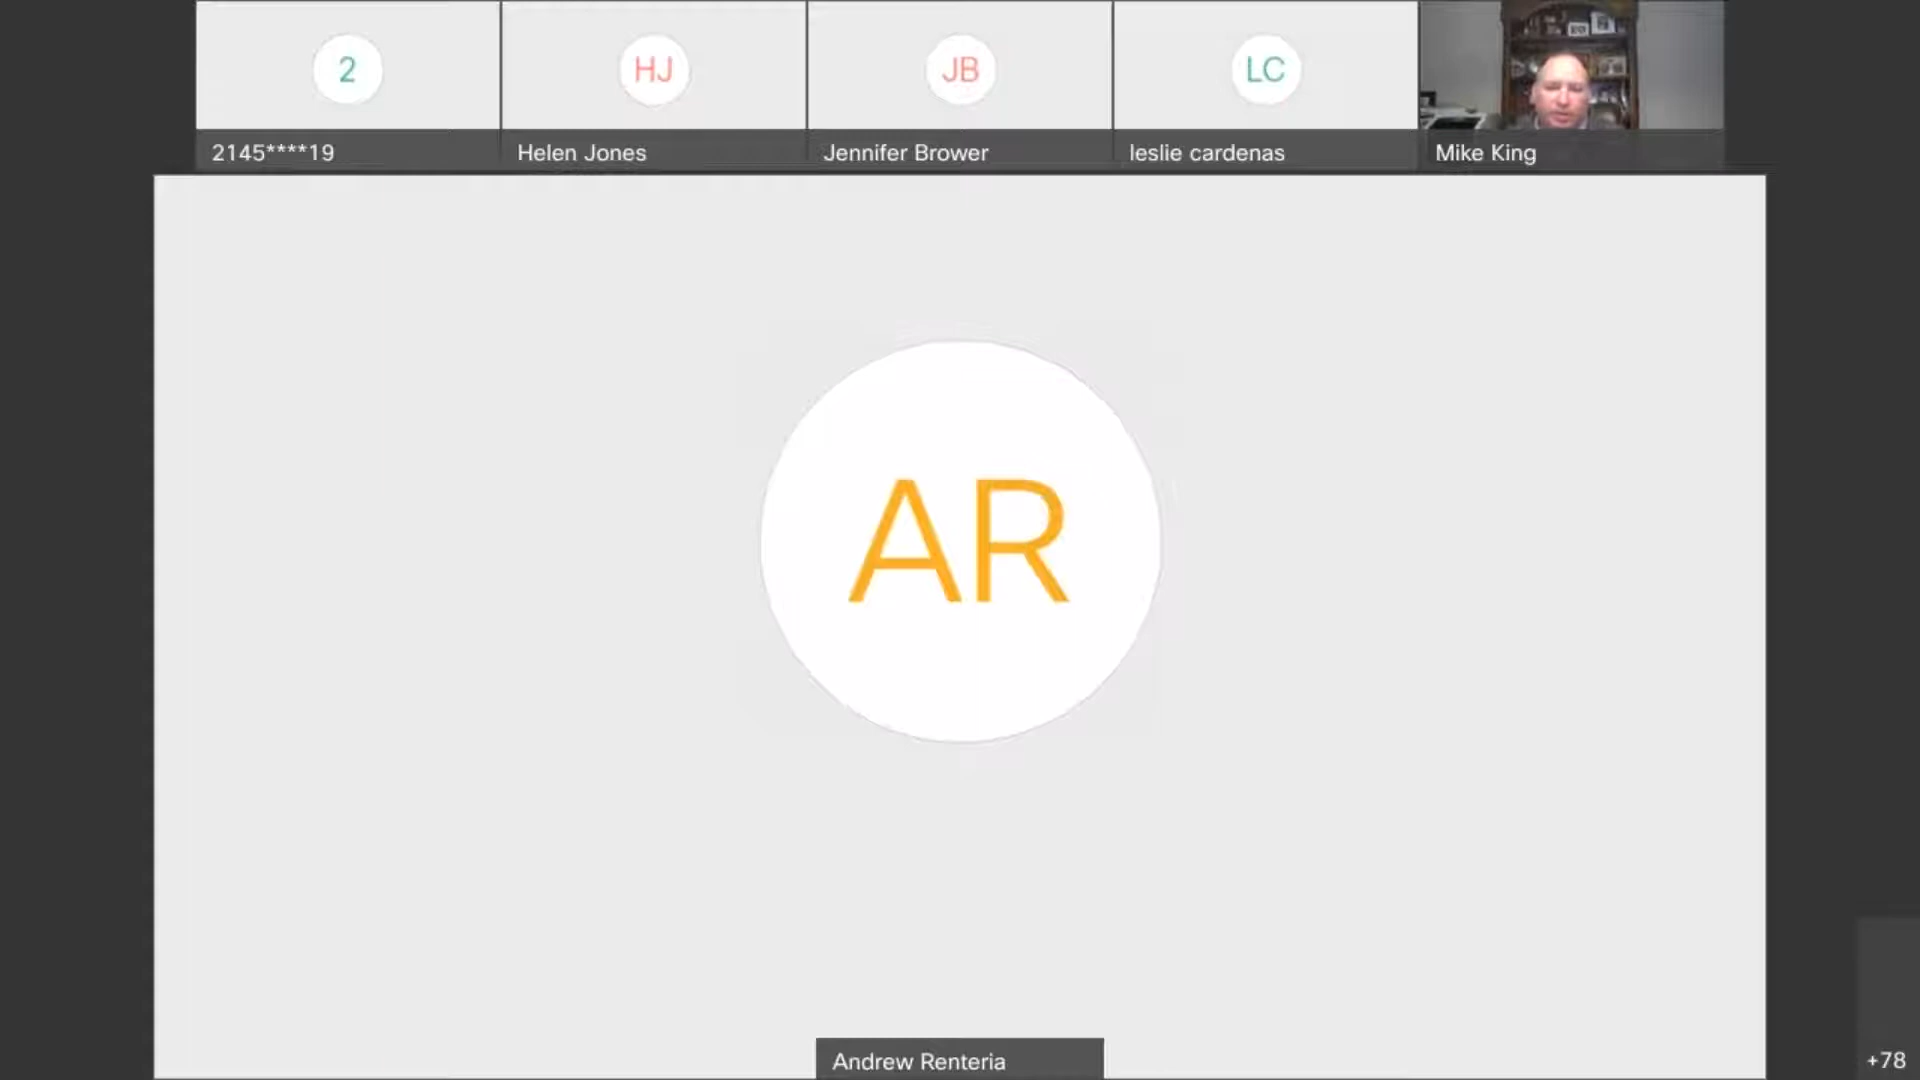 2
HJ
JB
LC
2145****19
Helen Jones
Jennifer Brower
leslie cardenas
Mike King
AR
Andrew Renteria
+78